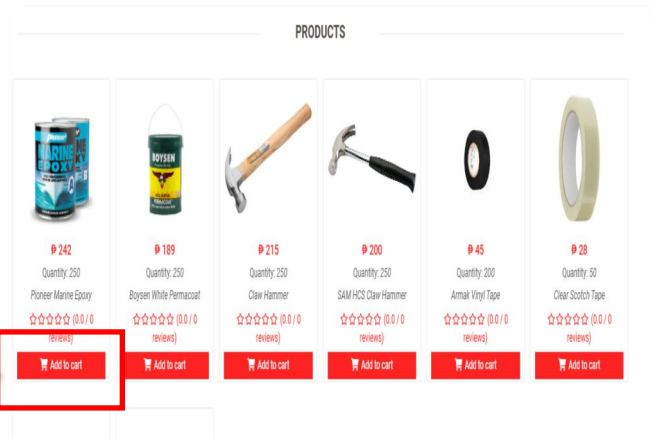 PRODUCTS
MARINE
EPOXY
BOYSEN
₱ 242
₱ 189
₱ 215
₱ 200
₱ 45
₱ 28
Quantity: 250
Quantity: 250
Quantity: 250
Quantity: 250
Quantity: 200
Quantity: 50
Pioneer Marine Epoxy
Boysen White Permacoat
Claw Hammer
SAM HCS Claw Hammer
Armak Vinyl Tape
Clear Scotch Tape
(0.0 / 0
(0.0 / 0
(0.0 / 0
(0.0 / 0
(0.0 / 0
(0.0 / 0
reviews)
reviews)
reviews)
reviews)
reviews)
reviews)
Add to cart
Add to cart
Add to cart
Add to cart
Add to cart
Add to cart